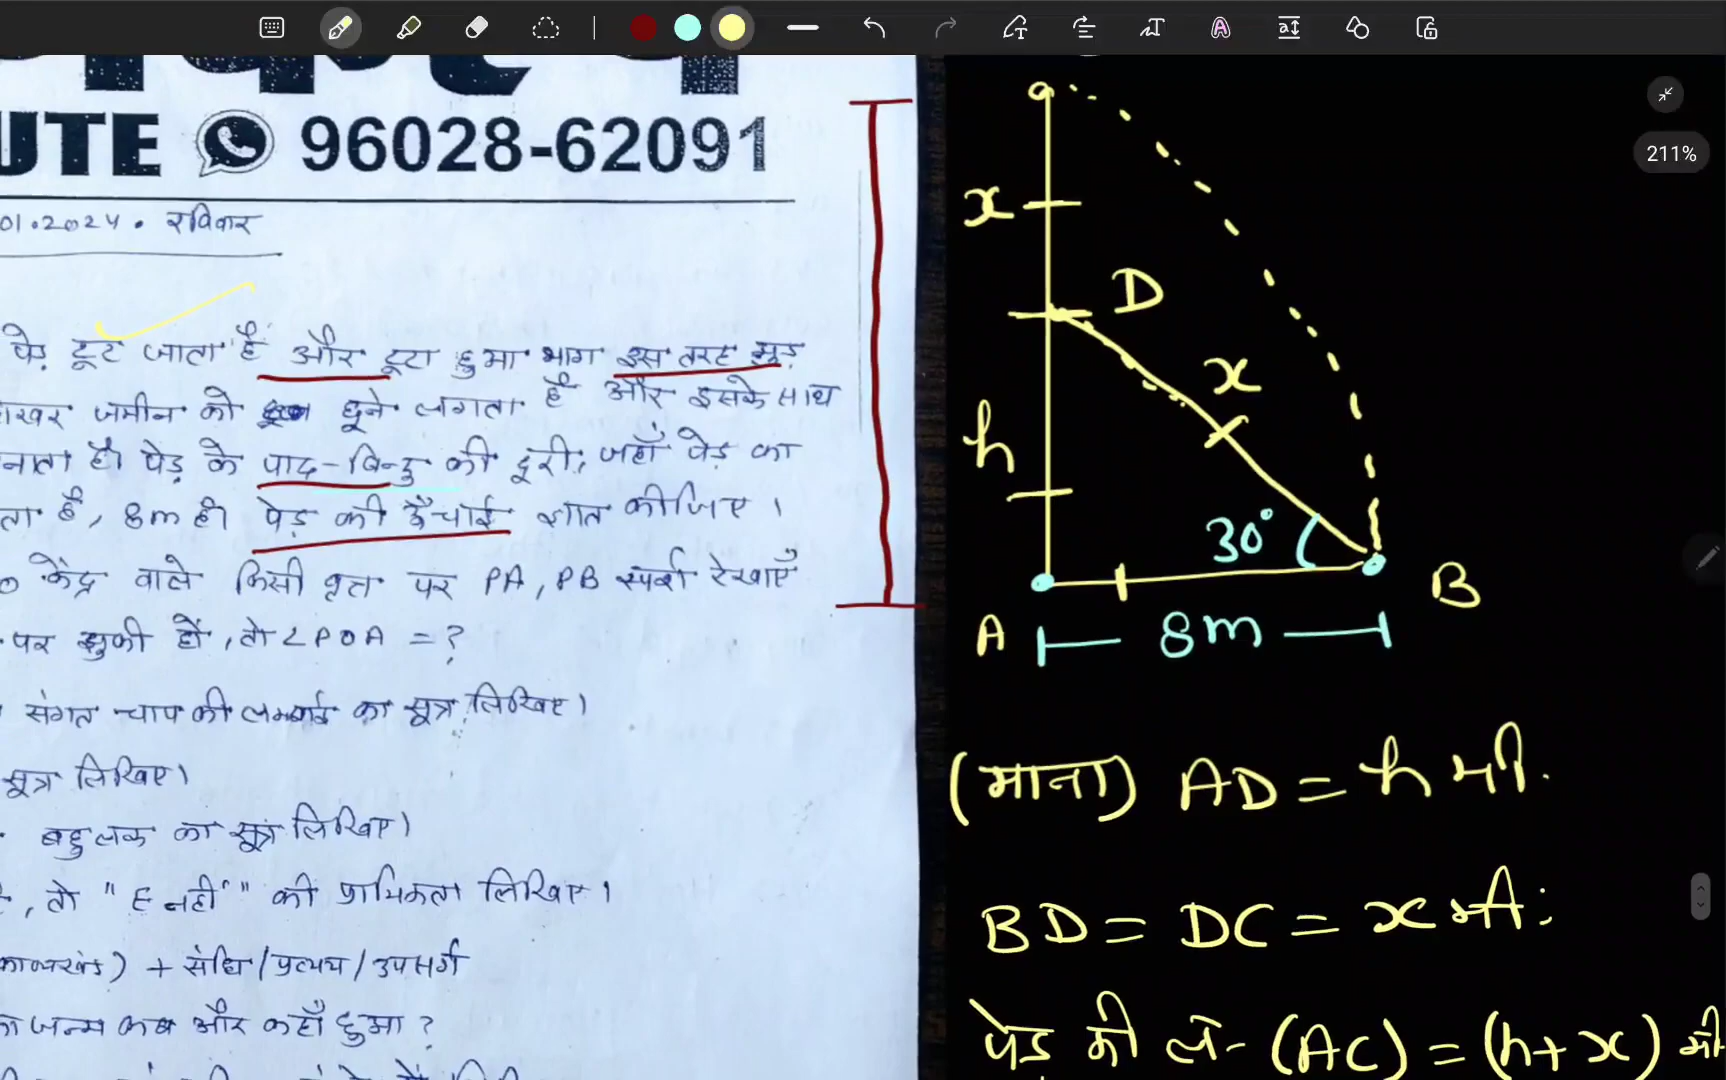 UTE 96028-62091
01.2024. रविवार
पेड़ टूट जाता है और टूटा हुआ भाग इस तरह मुड़
जमीन को छूने लगता है और इसके साथ
है। पेड़ के पाद-बिन्दु की दूरी, जहाँ पेड़ का
है, 8m है। पेड़ की ऊँचाई ज्ञात कीजिए।
केंद्र वाले किसी वृत्त पर PA, PB स्पर्श रेखाएँ
पर झुकी हों, तो ∠POA = ?
संगत चाप की लम्बाई का सूत्र लिखिए।
सूत्र लिखिए।
बहुलक का सूत्र लिखिए।
, तो "E नहीं" की प्रायिकता लिखिए।
+ संधि/प्रत्यय/उपसर्ग
जन्म कब और कहाँ हुआ?
211%
x
D
x
h
30°
B
A
8m
(माना) AD = h मी.
BD = DC = x मी.
पेड़ की ल. (AC) = (h+x) मी